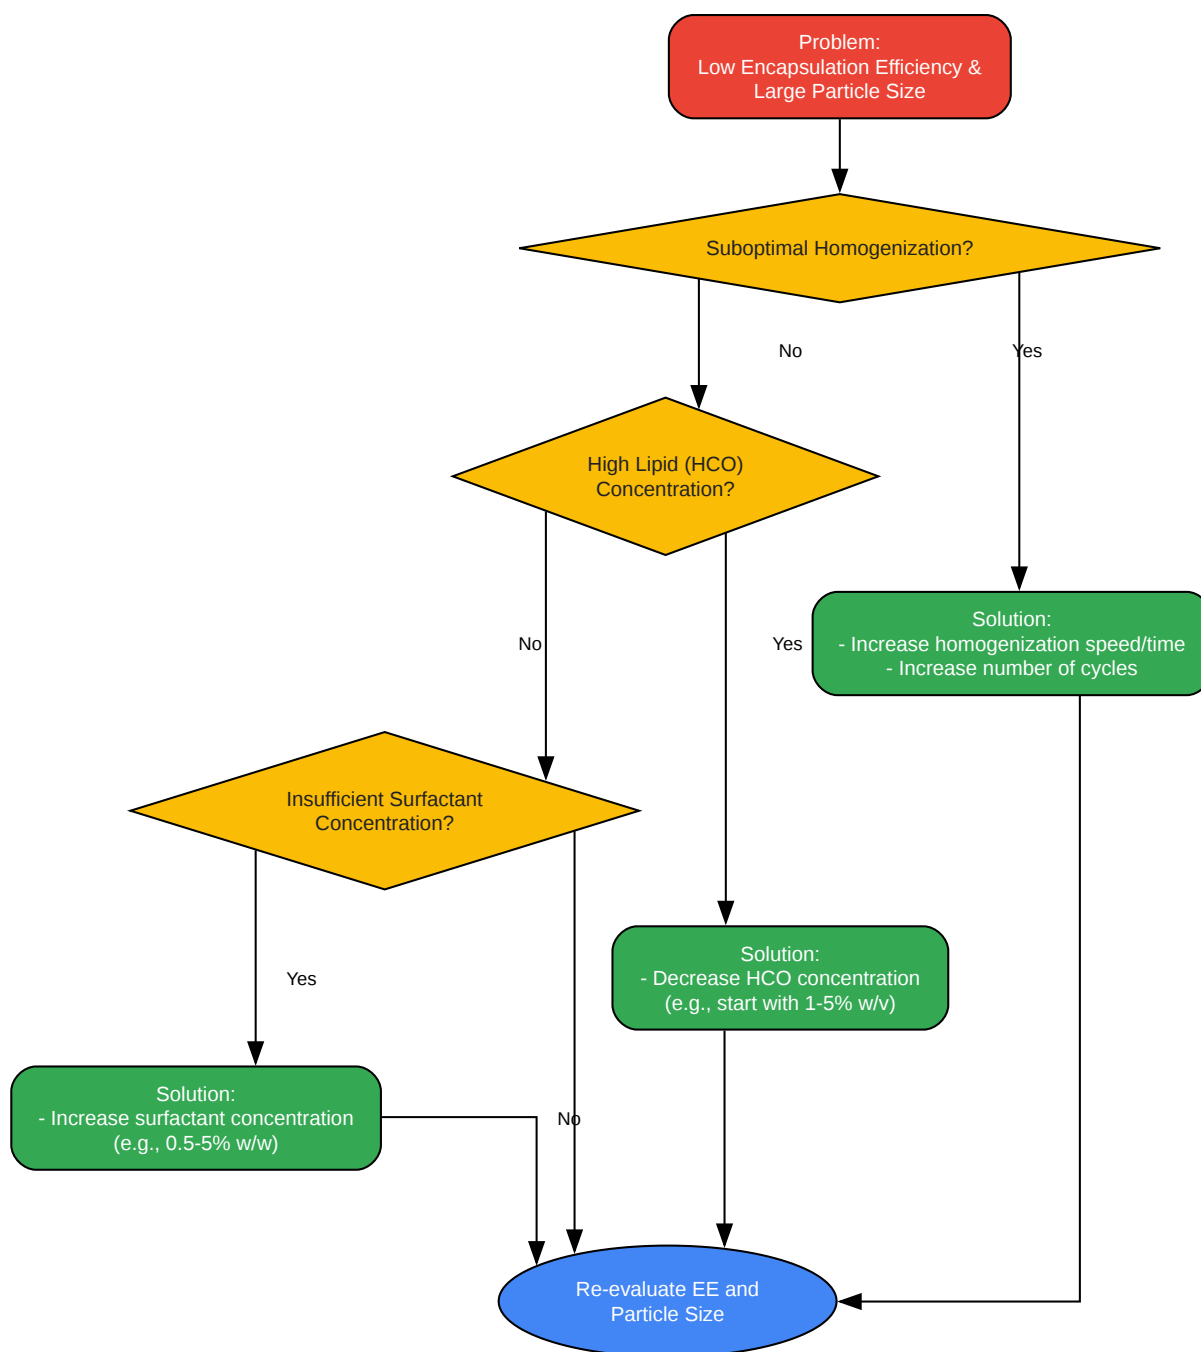 Problem:
Low Encapsulation Efficiency &
Large Particle Size
Suboptimal Homogenization?
No
Yes
High Lipid (HCO)
Concentration?
Solution:
- Increase homogenization speed/time
- Increase number of cycles
No
Yes
Insufficient Surfactant
Concentration?
Solution:
- Decrease HCO concentration
(e.g., start with 1-5% w/v)
Yes
Solution:
- Increase surfactant concentration
(e.g., 0.5-5% w/w)
No
Re-evaluate EE and
Particle Size